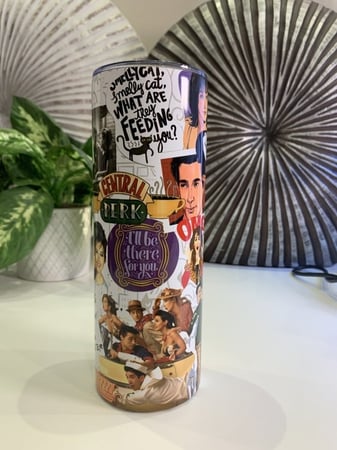 SMELLY CAT,
smelly cat,
WHAT ARE
They
FEEDING
you?
CENTRAL
PERK
I'll be
there
for you